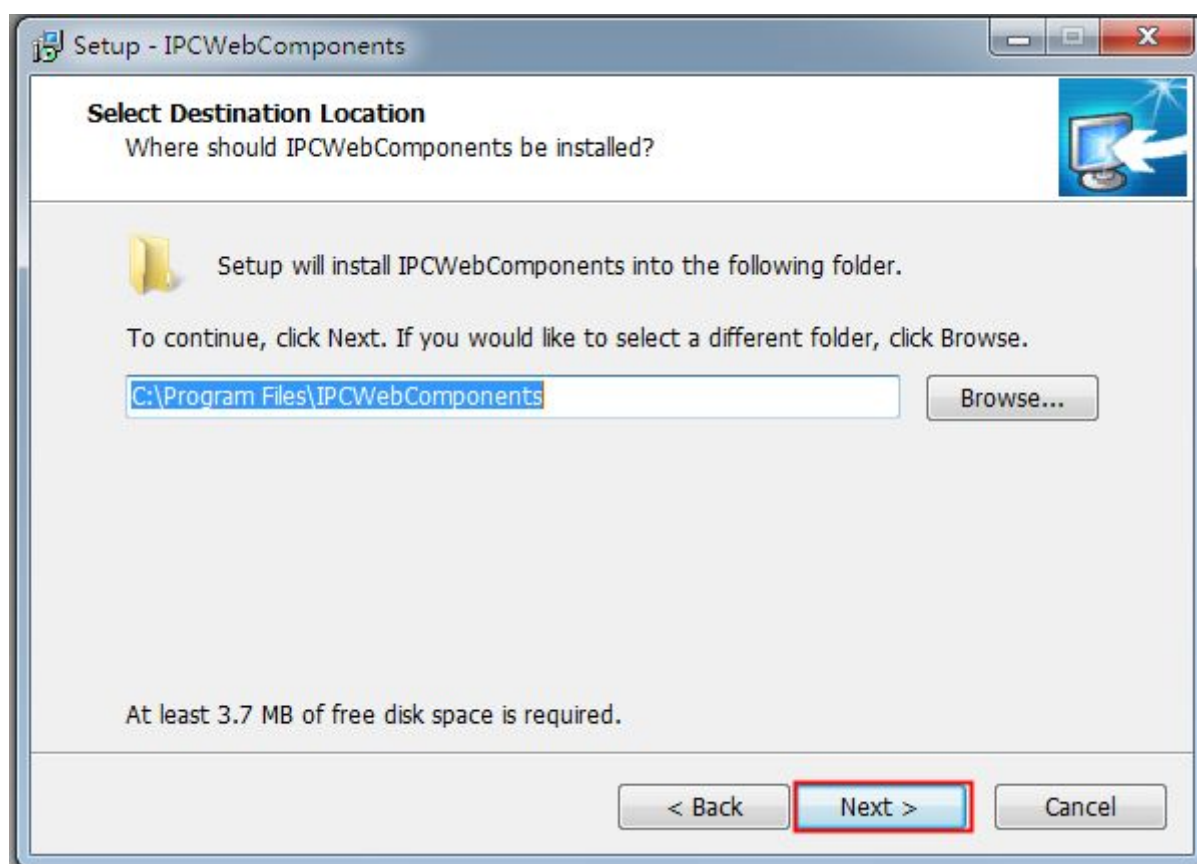 Setup - IPCWebComponents
Select Destination Location
Where should IPCWebComponents be installed?
Setup will install IPCWebComponents into the following folder.
To continue, click Next. If you would like to select a different folder, click Browse.
C:\Program Files\IPCWebComponents
Browse...
At least 3.7 MB of free disk space is required.
< Back
Next >
Cancel